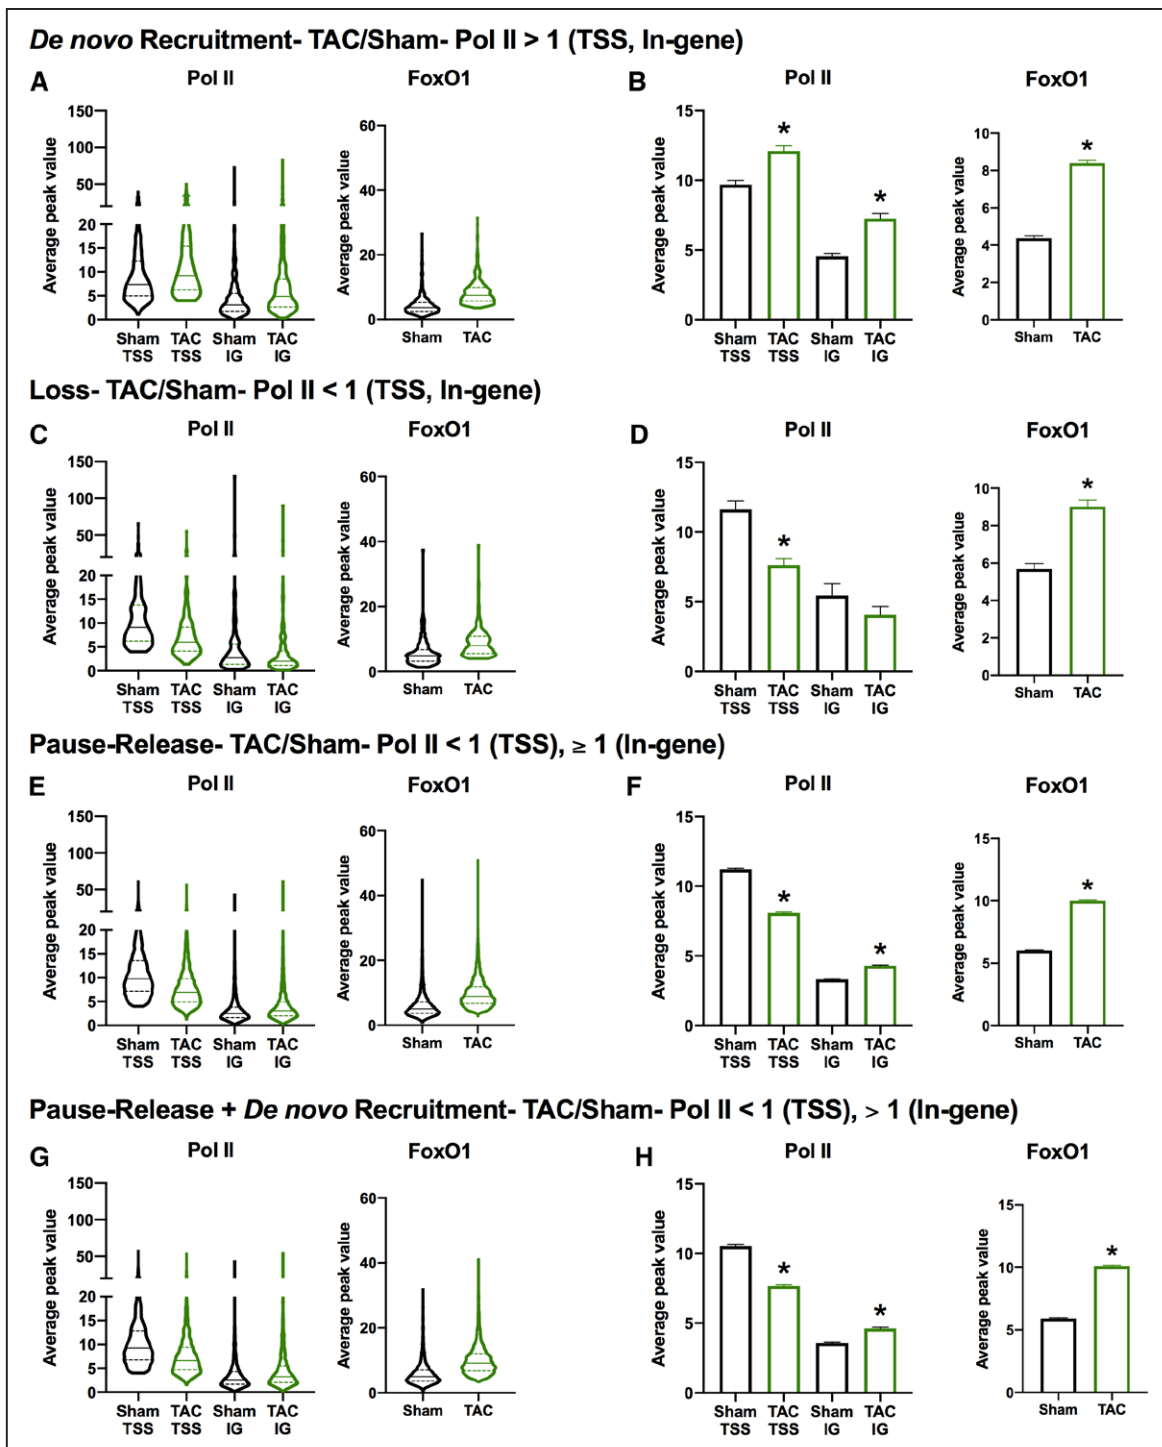 De novo Recruitment- TAC/Sham- Pol II > 1 (TSS, In-gene)
A
Pol II
Average peak value
150
100
50
20
15
10
5
0
Sham TAC Sham TAC
TSS TSS IG IG
FoxO1
Average peak value
60
40
20
0
Sham TAC
B
Pol II
Average peak value
15
10
5
0
* *
Sham TAC Sham TAC
TSS TSS IG IG
FoxO1
Average peak value
10
8
6
4
2
0
*
Sham TAC
Loss- TAC/Sham- Pol II < 1 (TSS, In-gene)
C
Pol II
Average peak value
150
100
50
20
15
10
5
0
Sham TAC Sham TAC
TSS TSS IG IG
FoxO1
Average peak value
60
40
20
0
Sham TAC
D
Pol II
Average peak value
15
10
5
0
*
Sham TAC Sham TAC
TSS TSS IG IG
FoxO1
Average peak value
10
8
6
4
2
0
*
Sham TAC
Pause-Release- TAC/Sham- Pol II < 1 (TSS), ≥ 1 (In-gene)
E
Pol II
Average peak value
150
100
50
20
15
10
5
0
Sham TAC Sham TAC
TSS TSS IG IG
FoxO1
Average peak value
60
40
20
0
Sham TAC
F
Pol II
Average peak value
15
10
5
0
* *
Sham TAC Sham TAC
TSS TSS IG IG
FoxO1
Average peak value
15
10
5
0
*
Sham TAC
Pause-Release + De novo Recruitment- TAC/Sham- Pol II < 1 (TSS), > 1 (In-gene)
G
Pol II
Average peak value
150
100
50
20
15
10
5
0
Sham TAC Sham TAC
TSS TSS IG IG
FoxO1
Average peak value
60
40
20
0
Sham TAC
H
Pol II
Average peak value
15
10
5
0
* *
Sham TAC Sham TAC
TSS TSS IG IG
FoxO1
Average peak value
15
10
5
0
*
Sham TAC